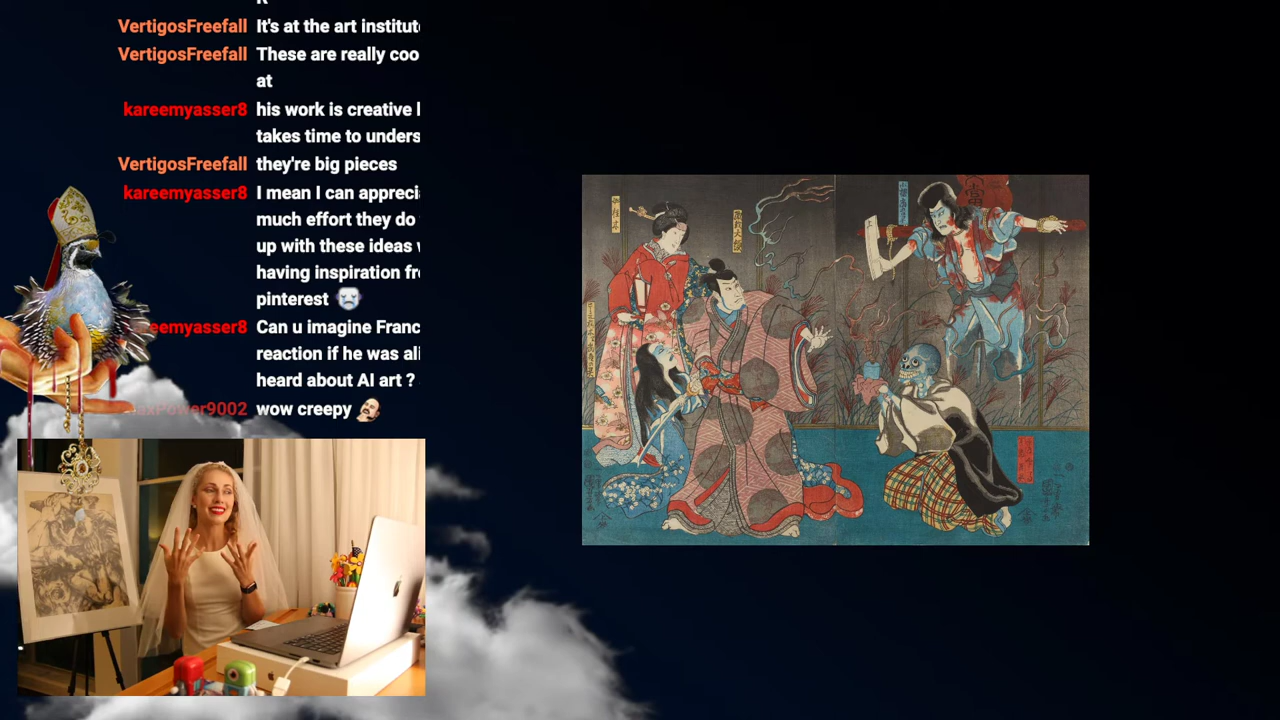 VertigosFreefall It's at the art institut
VertigosFreefall These are really coo
at
kareemyasser8 his work is creative
takes time to unders
VertigosFreefall they're big pieces
kareemyasser8 I mean I can appreci
much effort they do
up with these ideas
having inspiration fr
pinterest
eemyasser8 Can u imagine Franc
reaction if he was al
heard about AI art ?
axPower9002 wow creepy